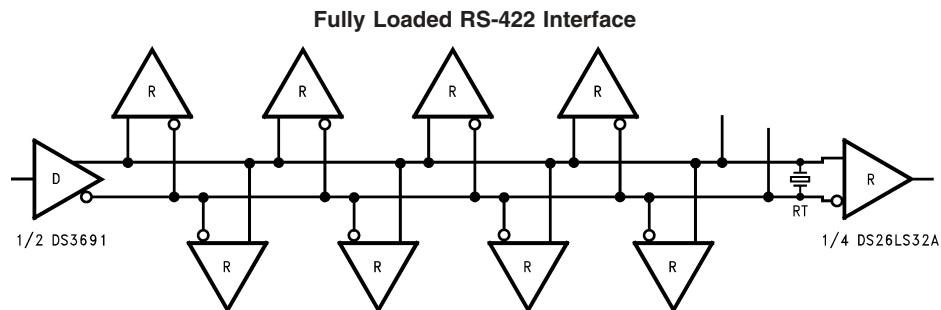 Fully Loaded RS-422 Interface
R
R
R
R
D
R
RT
1/2 DS3691
1/4 DS26LS32A
R
R
R
R